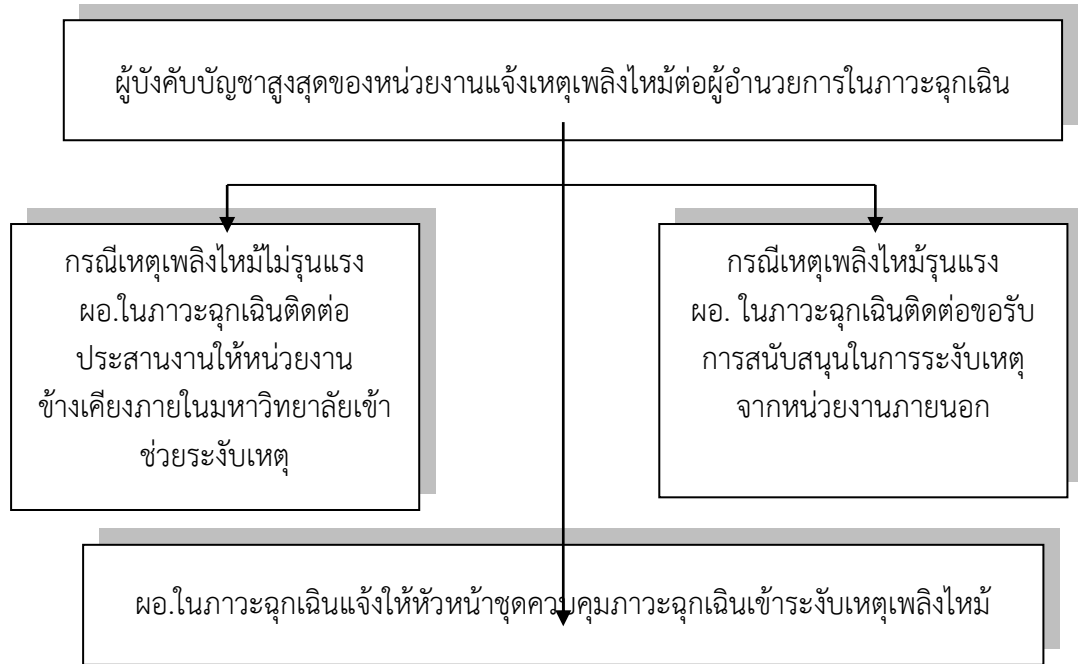 ผู้บังคับบัญชาสูงสุดของหน่วยงานแจ้งเหตุเพลิงไหม้ต่อผู้อำนวยการในภาวะฉุกเฉิน
กรณีเหตุเพลิงไหม้ไม่รุนแรง
ผอ.ในภาวะฉุกเฉินติดต่อ
ประสานงานให้หน่วยงาน
ข้างเคียงภายในมหาวิทยาลัยเข้า
ช่วยระงับเหตุ
กรณีเหตุเพลิงไหม้รุนแรง
ผอ. ในภาวะฉุกเฉินติดต่อขอรับ
การสนับสนุนในการระงับเหตุ
จากหน่วยงานภายนอก
ผอ.ในภาวะฉุกเฉินแจ้งให้หัวหน้าชุดควบคุมภาวะฉุกเฉินเข้าระงับเหตุเพลิงไหม้